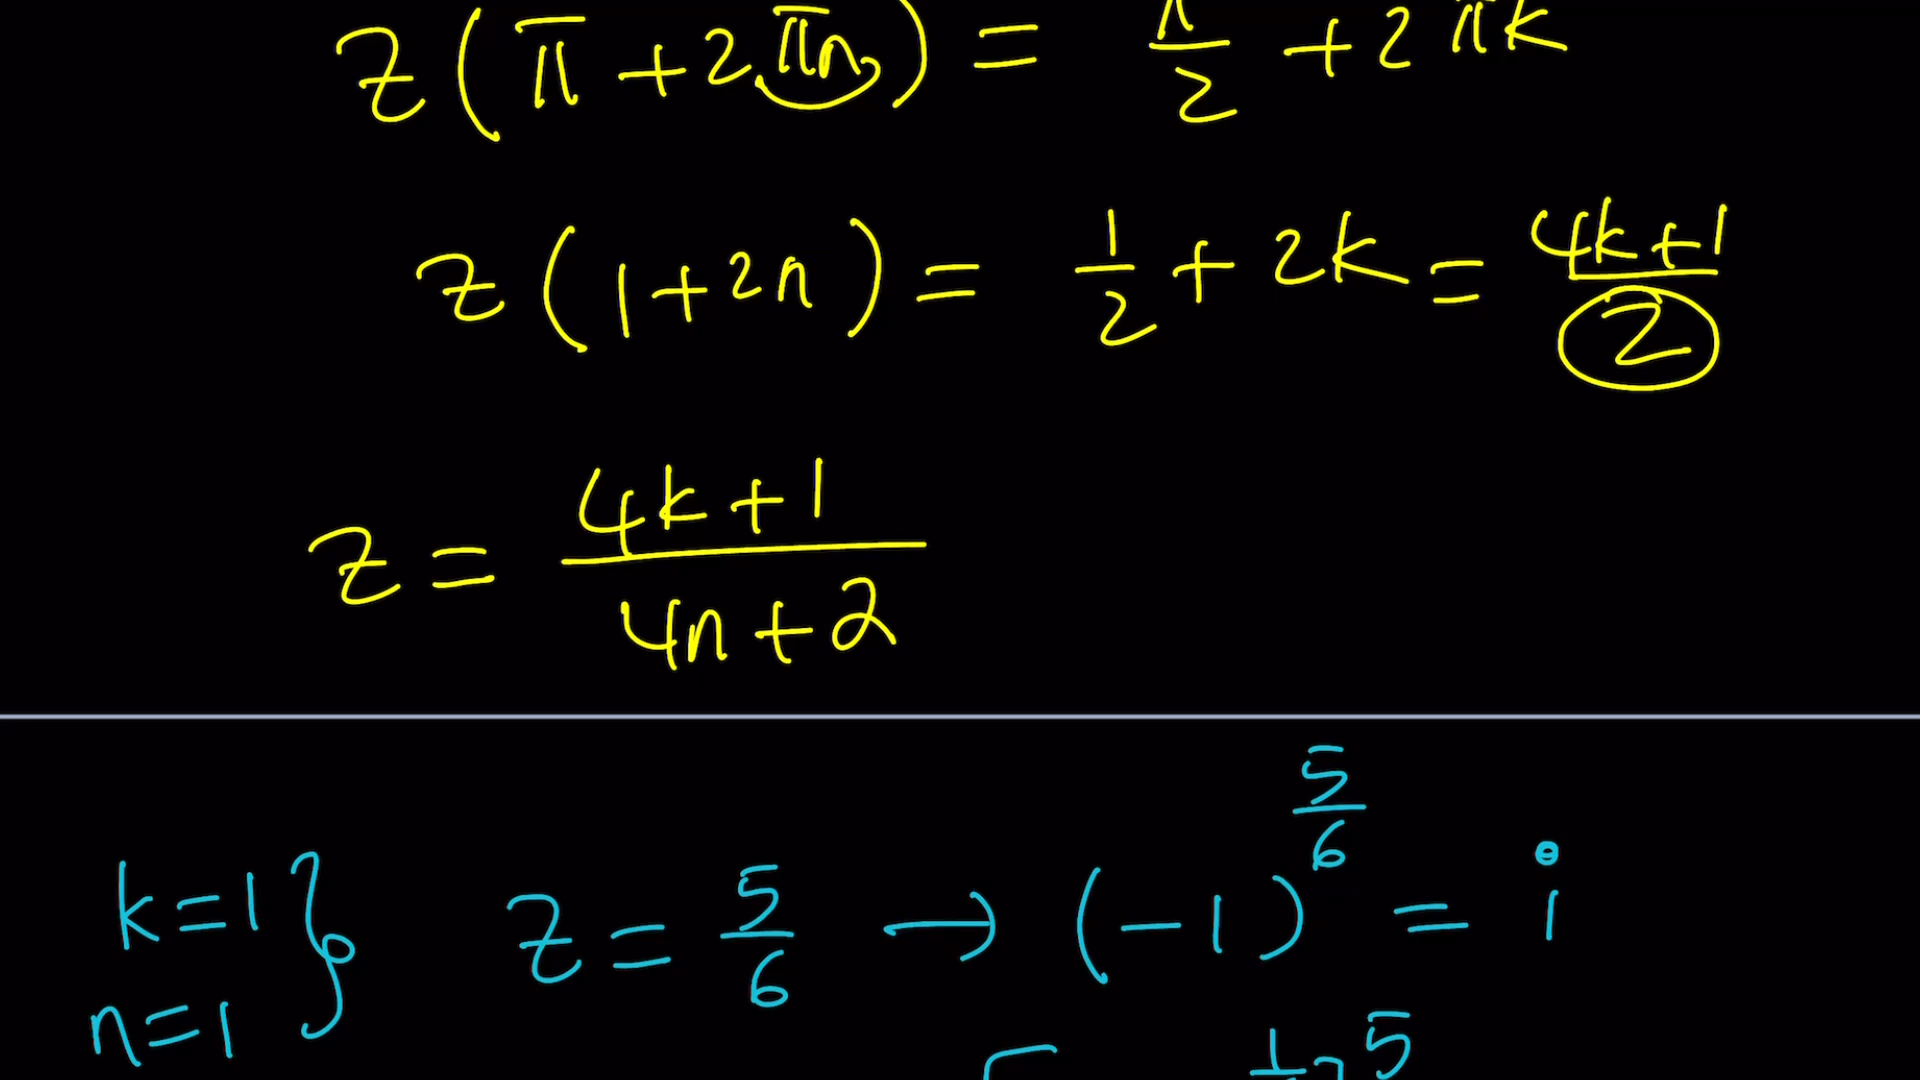 z(π + 2πn) = π/2 + 2πk
z(1+2n) = 1/2 + 2k = (4k+1)/2
z = (4k+1)/(4n+2)
k=1
n=1 } z = 5/6 → (-1)^(5/6) = i
5